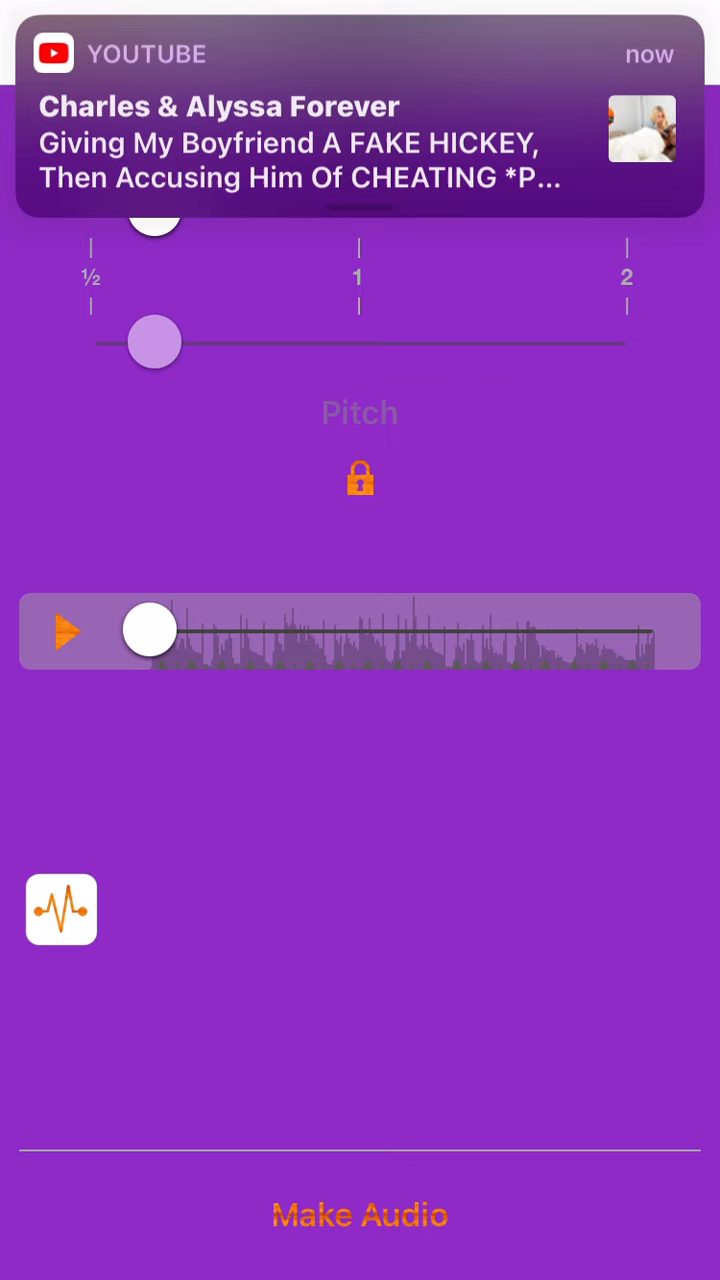 YOUTUBE now
Charles & Alyssa Forever
Giving My Boyfriend A FAKE HICKEY,
Then Accusing Him Of CHEATING *P...
½ 1 2
Pitch
Make Audio